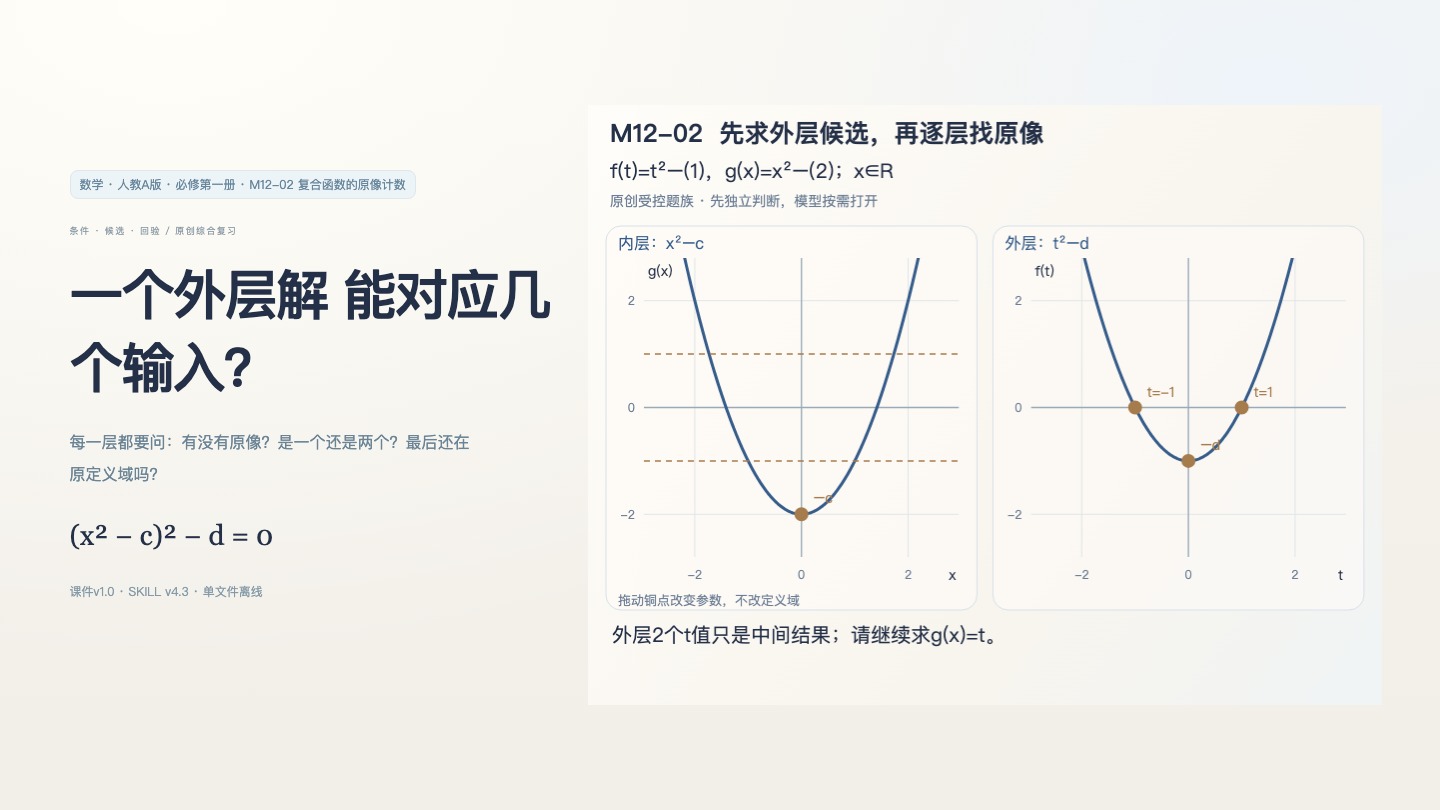 数学 · 人教A版 · 必修第一册 · M12-02 复合函数的原像计数
条件 · 候选 · 回验 / 原创综合复习
一个外层解 能对应几
个输入？
每一层都要问：有没有原像？是一个还是两个？最后还在
原定义域吗？
(x² − c)² − d = 0
课件v1.0 · SKILL v4.3 · 单文件离线
M12–02 先求外层候选，再逐层找原像
f(t)=t²−(1)，g(x)=x²−(2)；x∈R
原创受控题族 · 先独立判断，模型按需打开
内层：x²−c
g(x)
2
0
−2
−c
−2
0
2
x
拖动铜点改变参数，不改定义域
外层：t²−d
f(t)
2
t=−1
t=1
0
−d
−2
−2
0
2
t
外层2个t值只是中间结果；请继续求g(x)=t。